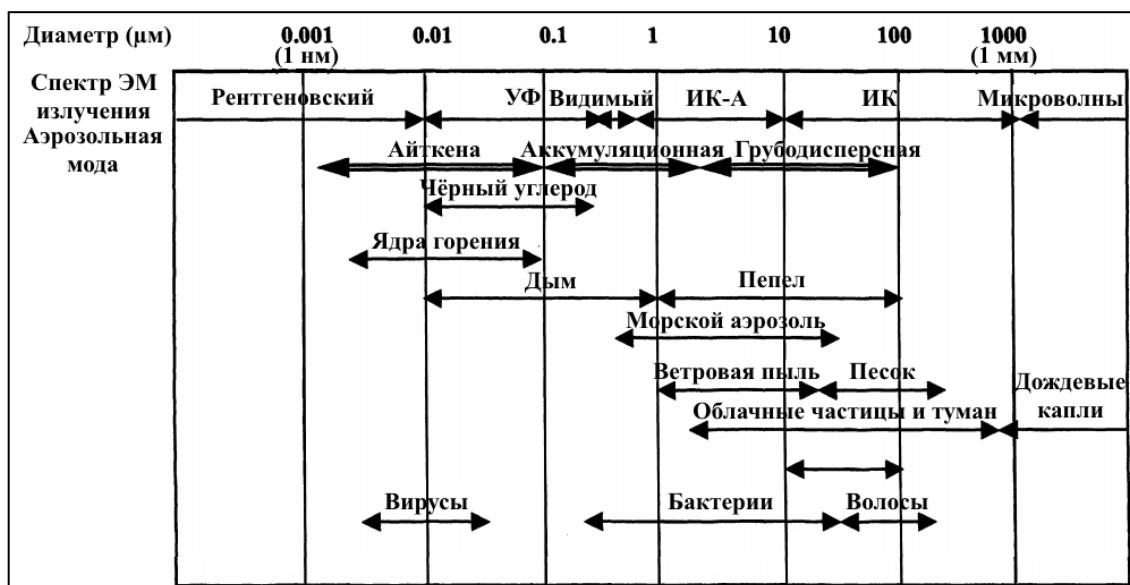 Диаметр (μм) 0.001 0.01 0.1 1 10 100 1000
(1 нм) (1 мм)
Спектр ЭМ
излучения
Рентгеновский УФ Видимый ИК-А ИК Микроволны
Аэрозольная
мода
Айткена Аккумуляционная Грубодисперсная
Чёрный углерод
Ядра горения
Дым Пепел
Морской аэрозоль
Ветровая пыль Песок
Дождевые
капли
Облачные частицы и туман
Вирусы Бактерии Волосы